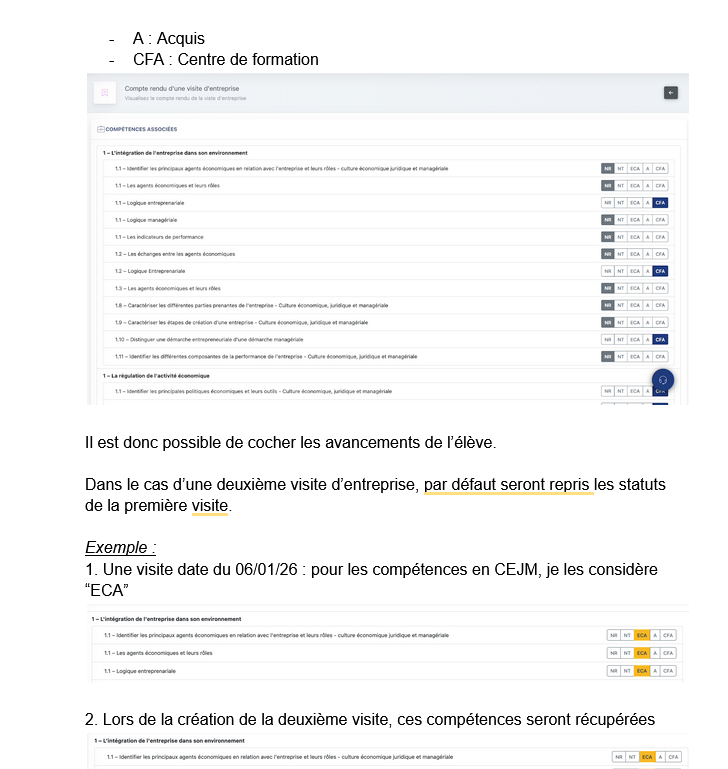 - A : Acquis
- CFA : Centre de formation
Compte rendu d'une visite d'entreprise
Visualisez le compte rendu de la visite d'entreprise
COMPÉTENCES ASSOCIÉES
1 – L'intégration de l'entreprise dans son environnement
1.1 – Identifier les principaux agents économiques en relation avec l'entreprise et leurs rôles - culture économique juridique et managériale NR NT ECA A CFA
1.1 – Les agents économiques et leurs rôles NR NT ECA A CFA
1.1 – Logique entreprenariale NR NT ECA A CFA
1.1 – Logique managériale NR NT ECA A CFA
1.1 – Les indicateurs de performance NR NT ECA A CFA
1.2 – Les échanges entre les agents économiques NR NT ECA A CFA
1.2 – Logique Entreprenariale NR NT ECA A CFA
1.3 – Les agents économiques et leurs rôles NR NT ECA A CFA
1.8 – Caractériser les différentes parties prenantes de l'entreprise - Culture économique, juridique et managériale NR NT ECA A CFA
1.9 – Caractériser les étapes de création d'une entreprise - Culture économique, juridique et managériale NR NT ECA A CFA
1.10 – Distinguer une démarche entrepreneuriale d'une démarche managériale NR NT ECA A CFA
1.11 – Identifier les différentes composantes de la performance de l'entreprise - Culture économique, juridique et managériale NR NT ECA A CFA
1 – La régulation de l'activité économique
1.1 – Identifier les principales politiques économiques et leurs outils - Culture économique, juridique et managériale NR NT ECA A
Il est donc possible de cocher les avancements de l'élève.
Dans le cas d'une deuxième visite d'entreprise, par défaut seront repris les statuts
de la première visite.
Exemple :
1. Une visite date du 06/01/26 : pour les compétences en CEJM, je les considère
“ECA”
1 – L'intégration de l'entreprise dans son environnement
1.1 – Identifier les principaux agents économiques en relation avec l'entreprise et leurs rôles - culture économique juridique et managériale NR NT ECA A CFA
1.1 – Les agents économiques et leurs rôles NR NT ECA A CFA
1.1 – Logique entreprenariale NR NT ECA A CFA
2. Lors de la création de la deuxième visite, ces compétences seront récupérées
1 – L'intégration de l'entreprise dans son environnement
1.1 – Identifier les principaux agents économiques en relation avec l'entreprise et leurs rôles - culture économique juridique et managériale NR NT ECA A CFA